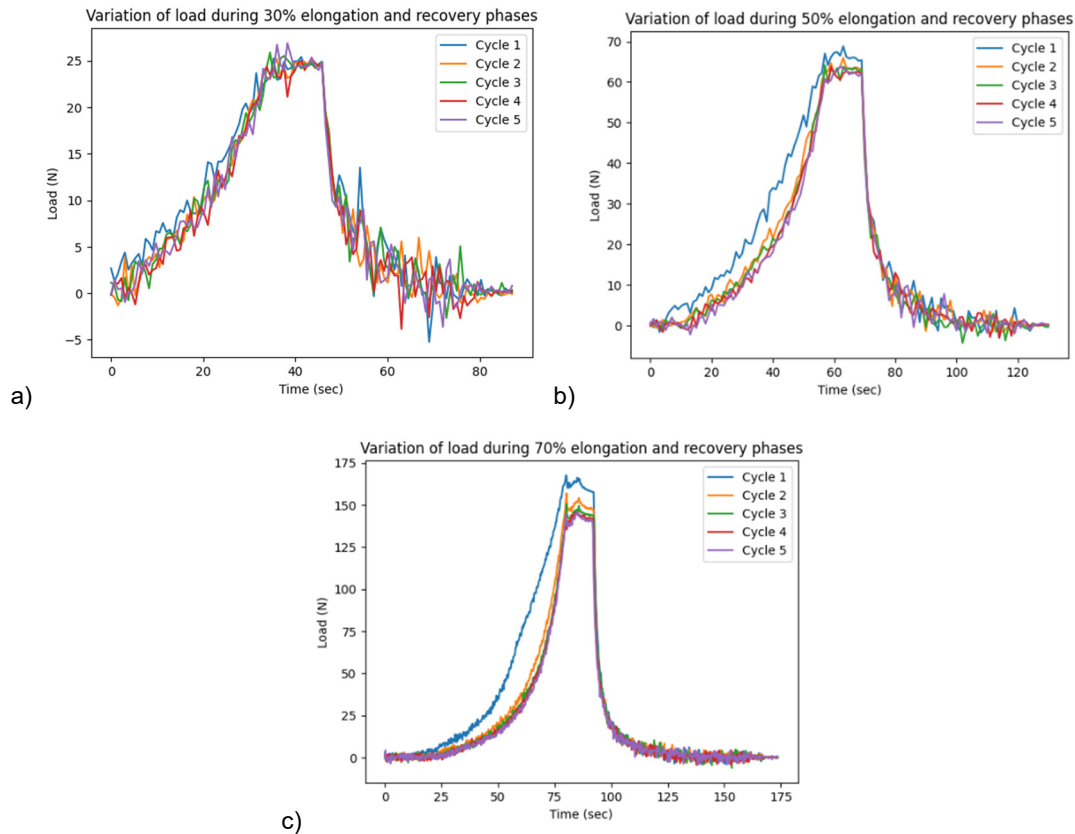 Variation of load during 30% elongation and recovery phases
25
20
15
10
5
0
−5
Load (N)
0 20 40 60 80
Time (sec)
Cycle 1
Cycle 2
Cycle 3
Cycle 4
Cycle 5
a)
Variation of load during 50% elongation and recovery phases
70
60
50
40
30
20
10
0
Load (N)
0 20 40 60 80 100 120
Time (sec)
Cycle 1
Cycle 2
Cycle 3
Cycle 4
Cycle 5
b)
Variation of load during 70% elongation and recovery phases
175
150
125
100
75
50
25
0
Load (N)
0 25 50 75 100 125 150 175
Time (sec)
Cycle 1
Cycle 2
Cycle 3
Cycle 4
Cycle 5
c)